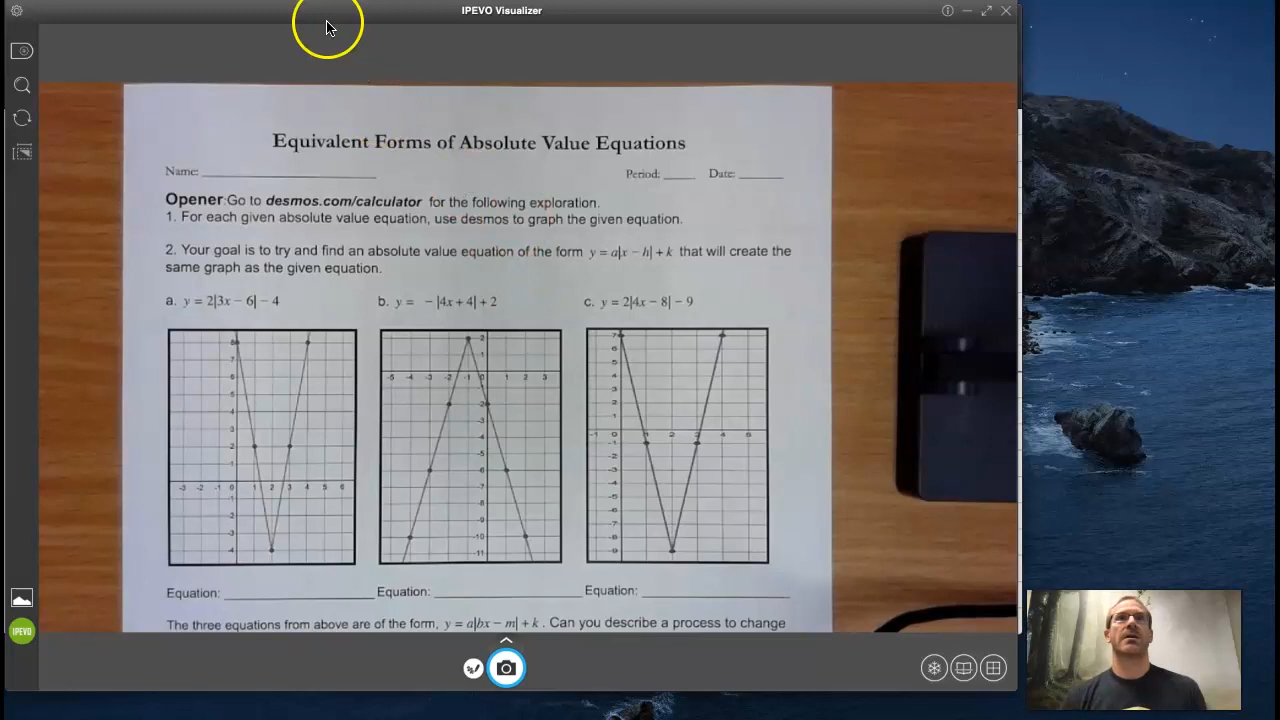 IPEVO Visualizer
Equivalent Forms of Absolute Value Equations
Name: Period: Date:
Opener:Go to desmos.com/calculator for the following exploration.
1. For each given absolute value equation, use desmos to graph the given equation.
2. Your goal is to try and find an absolute value equation of the form y = a|x − h| + k that will create the
same graph as the given equation.
a. y = 2|3x − 6| − 4 b. y = − |4x + 4| + 2 c. y = 2|4x − 8| − 9
Equation: Equation: Equation:
The three equations from above are of the form, y = a|bx − m| + k . Can you describe a process to change
IPEVO